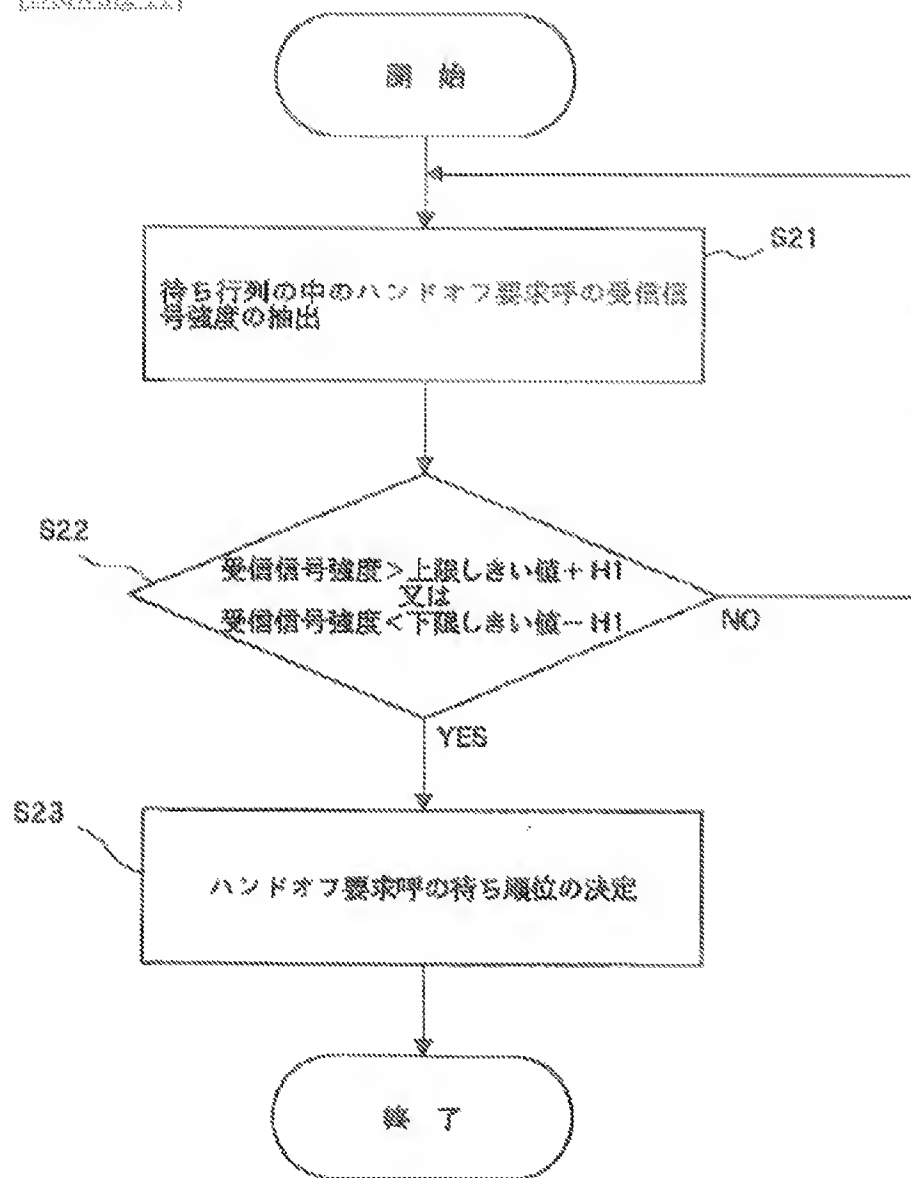 開 始
S21
待ち行列の中のハンドオフ要求呼の受信信
号強度の抽出
S22
受信信号強度>上限しきい値+H1
又は
受信信号強度<下限しきい値-H1
NO
YES
S23
ハンドオフ要求呼の待ち順位の決定
終 了